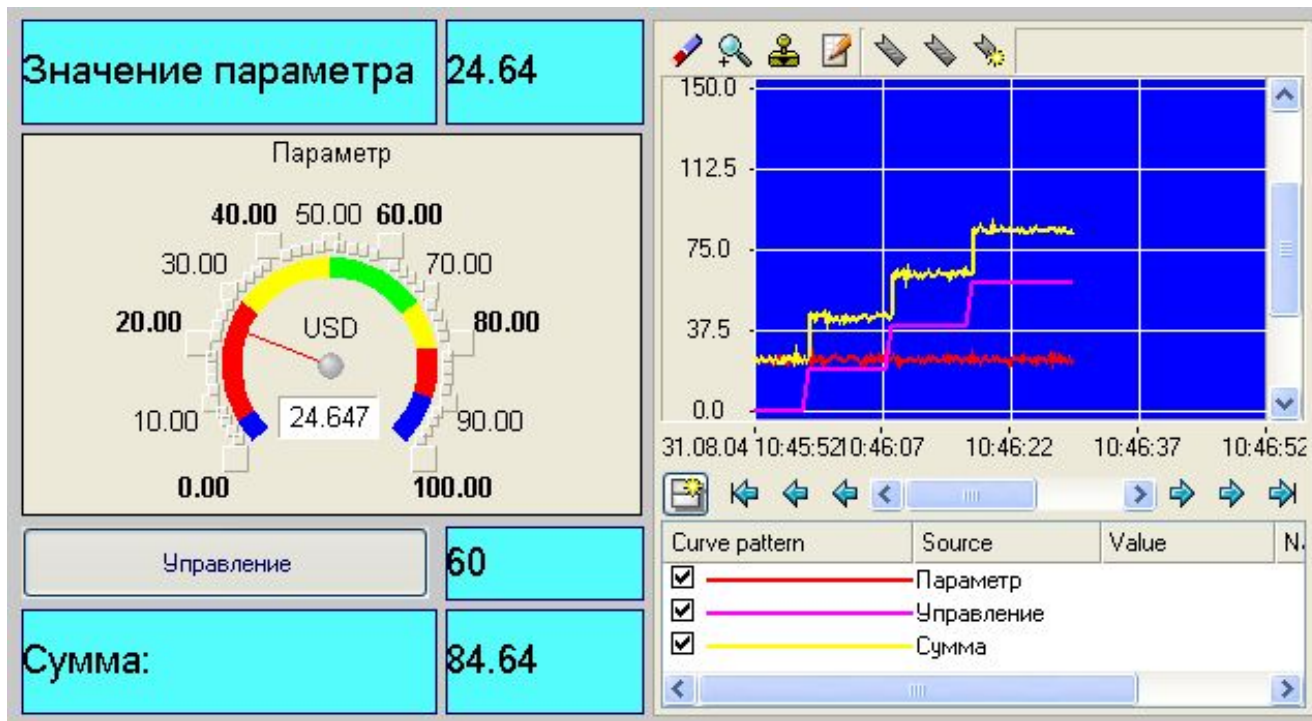 Значение параметра
24.64
Параметр
40.00 50.00 60.00
30.00 70.00
20.00 USD 80.00
10.00 24.647 90.00
0.00 100.00
Управление
60
Сумма:
84.64
150.0
112.5
75.0
37.5
0.0
31.08.04 10:45:52 10:46:07 10:46:22 10:46:37 10:46:52
Curve pattern Source Value
Параметр
Управление
Сумма